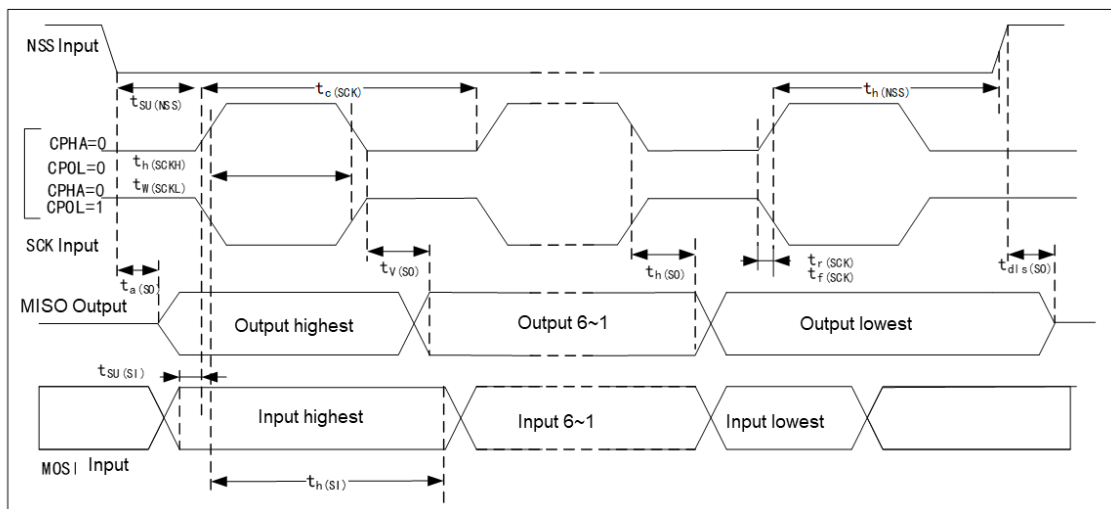 NSS Input
tSU(NSS)
tc(SCK)
th(NSS)
CPHA=0
CPOL=0
CPHA=0
CPOL=1
th(SCKH)
tW(SCKL)
SCK Input
ta(SO)
tV(SO)
th(SO)
tr(SCK)
tf(SCK)
tdis(SO)
MISO Output
Output highest
Output 6~1
Output lowest
tSU(SI)
Input highest
Input 6~1
Input lowest
MOSI Input
th(SI)